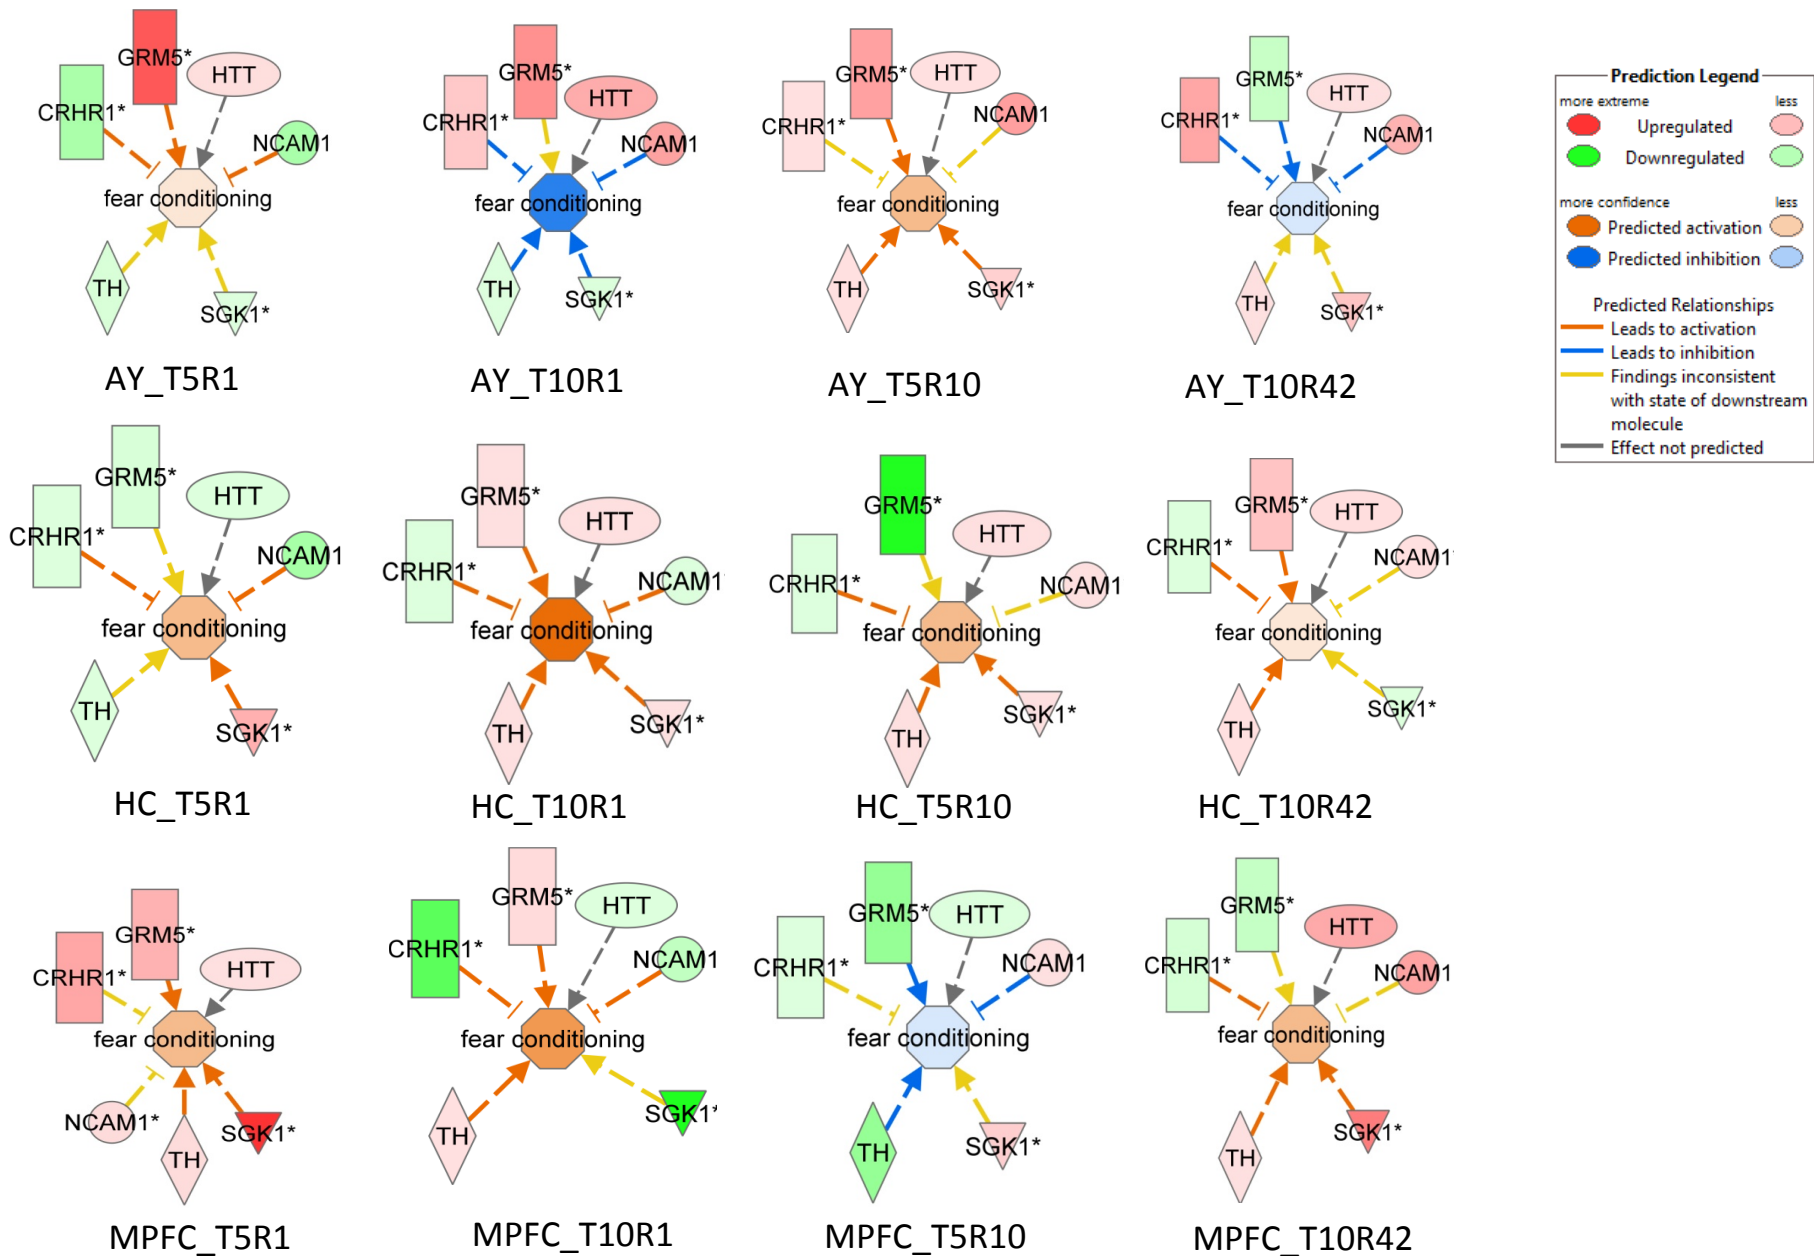 GRM5*
HTT
CRHR1*
NCAM1
fear conditioning
TH
SGK1*
AY_T5R1
GRM5*
HTT
CRHR1*
NCAM1
fear conditioning
TH
SGK1*
AY_T10R1
GRM5*
HTT
CRHR1*
NCAM1
fear conditioning
TH
SGK1*
AY_T5R10
GRM5*
HTT
CRHR1*
NCAM1
fear conditioning
TH
SGK1*
AY_T10R42
Prediction Legend
more extreme less
Upregulated
Downregulated
more confidence less
Predicted activation
Predicted inhibition
Predicted Relationships
Leads to activation
Leads to inhibition
Findings inconsistent
with state of downstream
molecule
Effect not predicted
GRM5*
HTT
CRHR1*
NCAM1
fear conditioning
TH
SGK1*
HC_T5R1
GRM5*
HTT
CRHR1*
NCAM1
fear conditioning
TH
SGK1*
HC_T10R1
GRM5*
HTT
CRHR1*
NCAM1
fear conditioning
TH
SGK1*
HC_T5R10
GRM5*
HTT
CRHR1*
NCAM1
fear conditioning
TH
SGK1*
HC_T10R42
GRM5*
HTT
CRHR1*
fear conditioning
NCAM1*
TH
SGK1*
MPFC_T5R1
GRM5*
HTT
CRHR1*
NCAM1
fear conditioning
TH
SGK1*
MPFC_T10R1
GRM5*
HTT
CRHR1*
NCAM1
fear conditioning
TH
SGK1*
MPFC_T5R10
GRM5*
HTT
CRHR1*
NCAM1
fear conditioning
TH
SGK1*
MPFC_T10R42